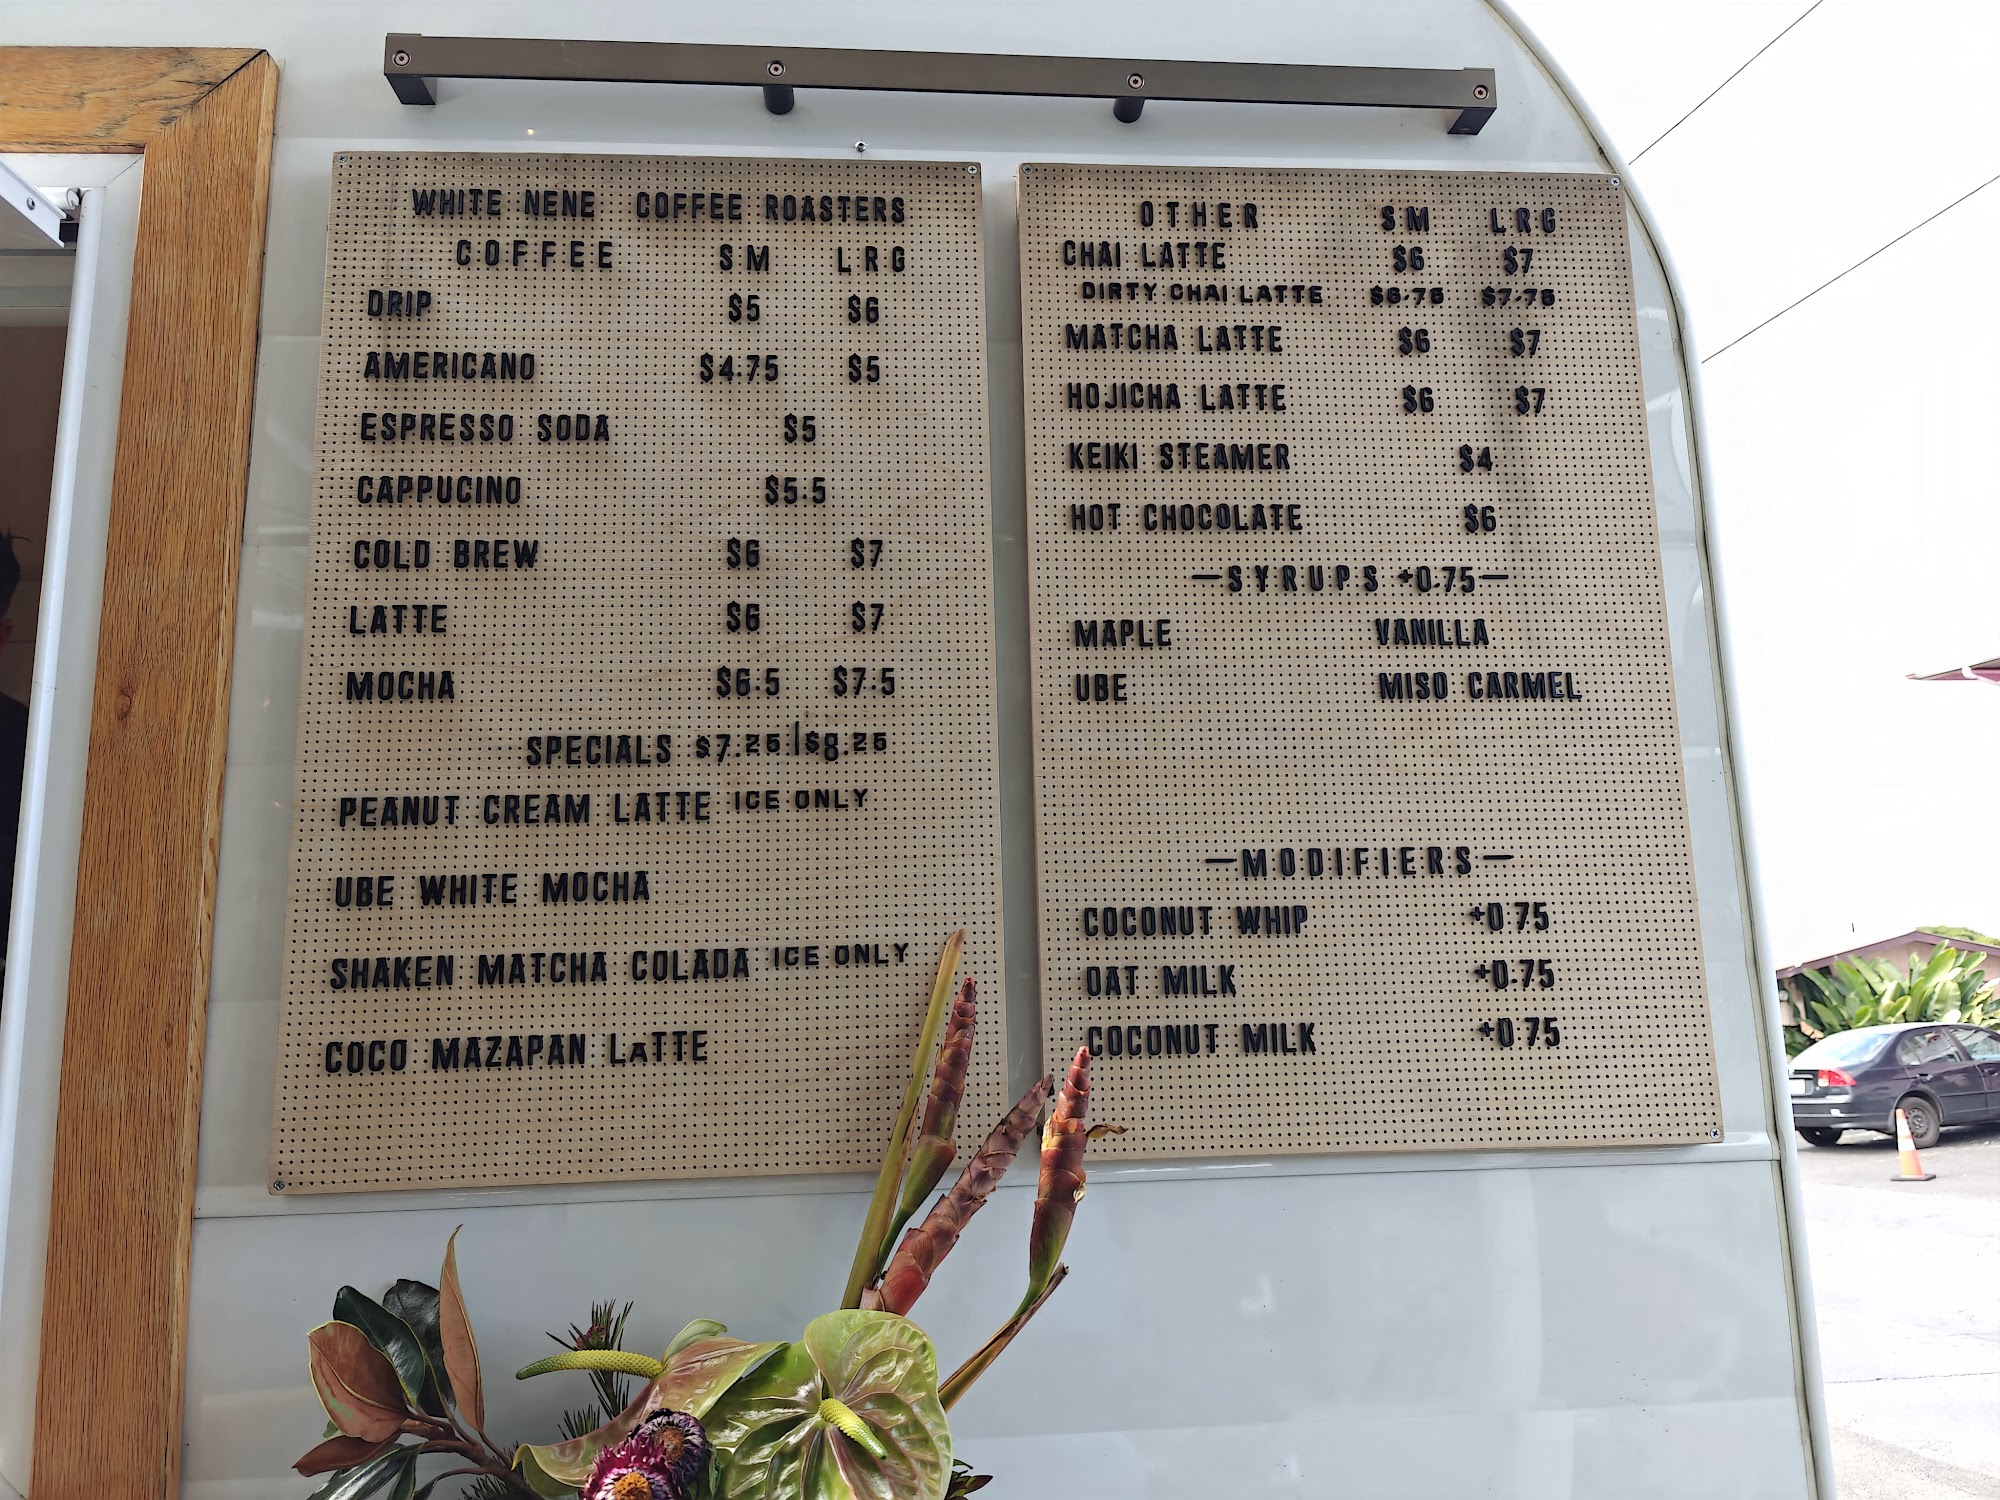 WHITE NENE COFFEE ROASTERS
COFFEE SM LRG
DRIP $5 $6
AMERICANO $4.75 $5
ESPRESSO SODA $5
CAPPUCINO $5.5
COLD BREW $6 $7
LATTE $6 $7
MOCHA $6.5 $7.5
SPECIALS $7.25|$8.25
PEANUT CREAM LATTE ICE ONLY
UBE WHITE MOCHA
SHAKEN MATCHA COLADA ICE ONLY
COCO MAZAPAN LATTE
OTHER SM LRG
CHAI LATTE $6 $7
DIRTY CHAI LATTE $6.75 $7.75
MATCHA LATTE $6 $7
HOJICHA LATTE $6 $7
KEIKI STEAMER $4
HOT CHOCOLATE $6
—SYRUPS +0.75—
MAPLE VANILLA
UBE MISO CARMEL
—MODIFIERS—
COCONUT WHIP +0.75
OAT MILK +0.75
COCONUT MILK +0.75